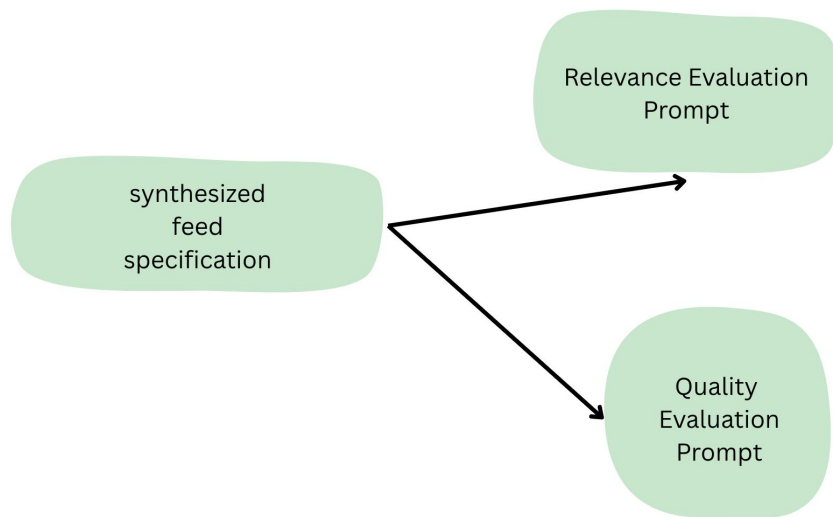 Relevance Evaluation
Prompt
synthesized
feed
specification
Quality
Evaluation
Prompt